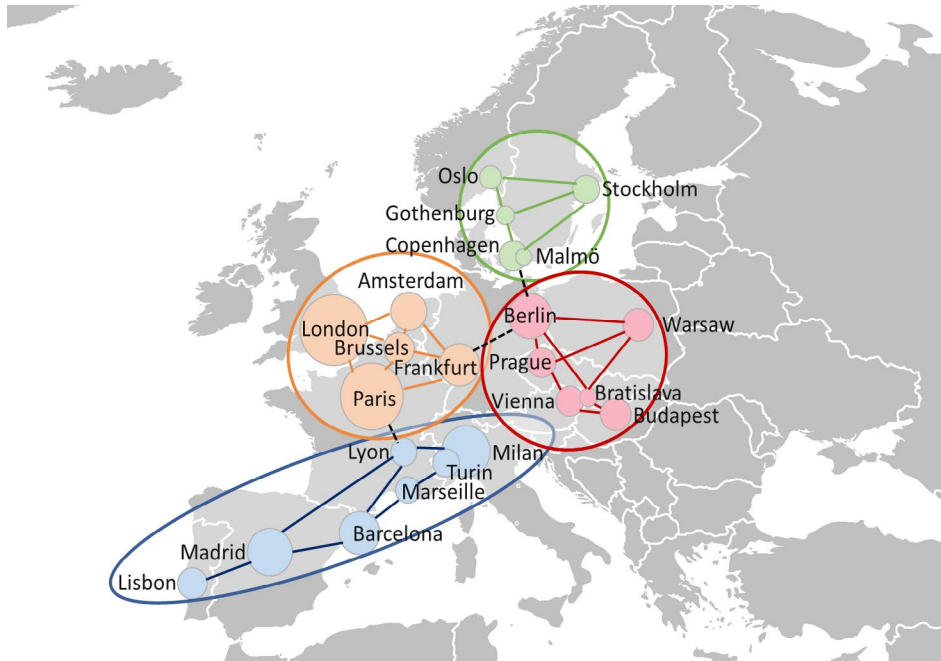 Oslo
Stockholm
Gothenburg
Copenhagen
Malmö
Amsterdam
London
Brussels
Frankfurt
Paris
Berlin
Warsaw
Prague
Bratislava
Vienna
Budapest
Lyon
Milan
Turin
Marseille
Barcelona
Madrid
Lisbon